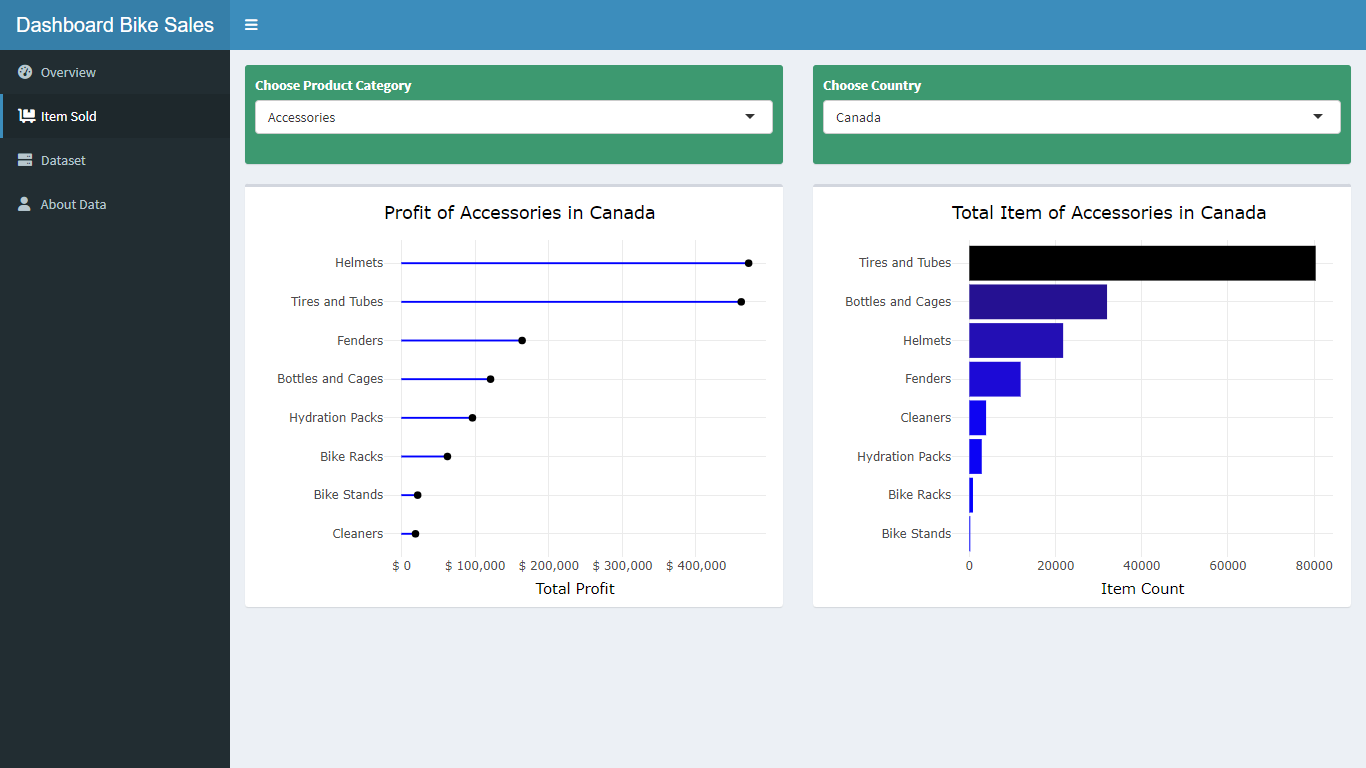 Dashboard Bike Sales
Overview
Item Sold
Dataset
About Data
Choose Product Category
Accessories
Choose Country
Canada
Profit of Accessories in Canada
Helmets
Tires and Tubes
Fenders
Bottles and Cages
Hydration Packs
Bike Racks
Bike Stands
Cleaners
$ 0 $ 100,000 $ 200,000 $ 300,000 $ 400,000
Total Profit
Total Item of Accessories in Canada
Tires and Tubes
Bottles and Cages
Helmets
Fenders
Cleaners
Hydration Packs
Bike Racks
Bike Stands
0 20000 40000 60000 80000
Item Count